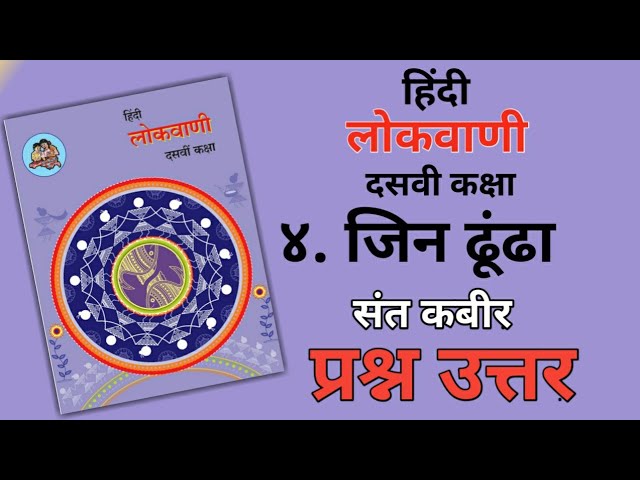 हिंदी
लोकवाणी
दसवीं कक्षा
हिंदी
लोकवाणी
दसवी कक्षा
४. जिन ढूंढा
संत कबीर
प्रश्न उत्तर